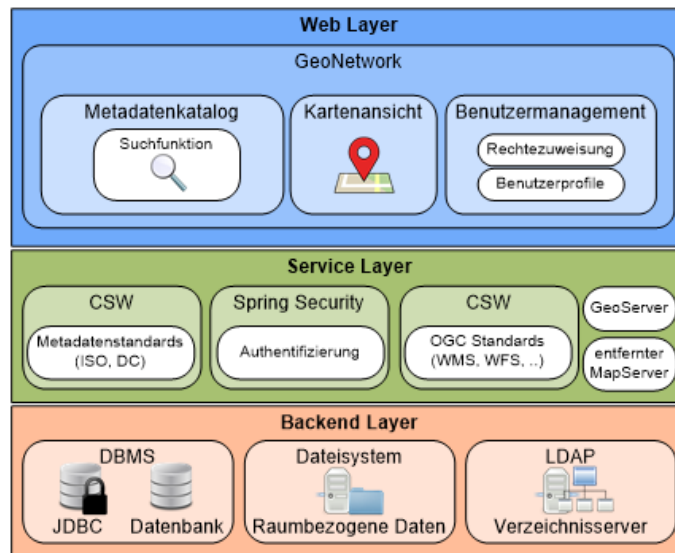 Web Layer
GeoNetwork
Metadatenkatalog
Suchfunktion
Kartenansicht
Benutzermanagement
Rechtezuweisung
Benutzerprofile
Service Layer
CSW
Metadatenstandards
(ISO, DC)
Spring Security
Authentifizierung
CSW
OGC Standards
(WMS, WFS, ..)
GeoServer
entfernter
MapServer
Backend Layer
DBMS
JDBC
Datenbank
Dateisystem
Raumbezogene Daten
LDAP
Verzeichnisserver